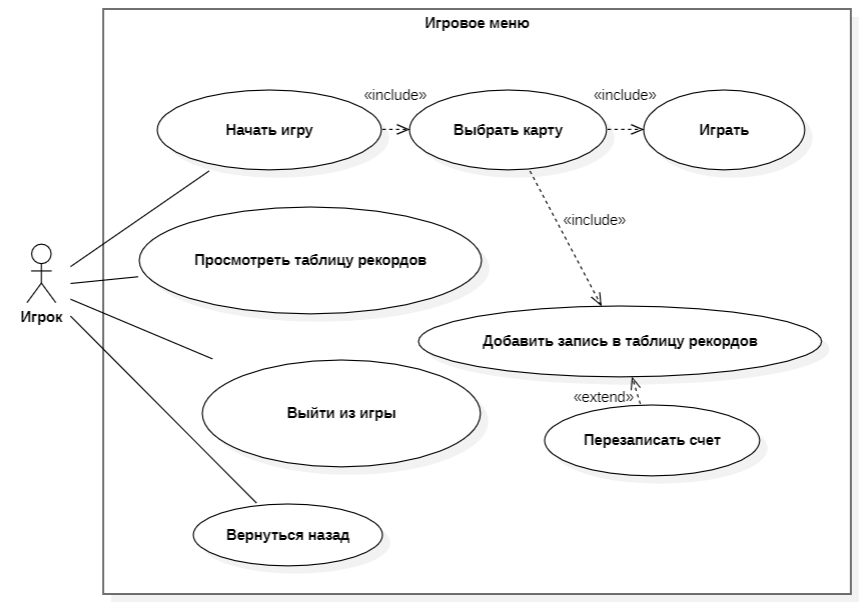 Игровое меню
«include»
«include»
Начать игру
Выбрать карту
Играть
«include»
Просмотреть таблицу рекордов
Игрок
Добавить запись в таблицу рекордов
«extend»
Выйти из игры
Перезаписать счет
Вернуться назад